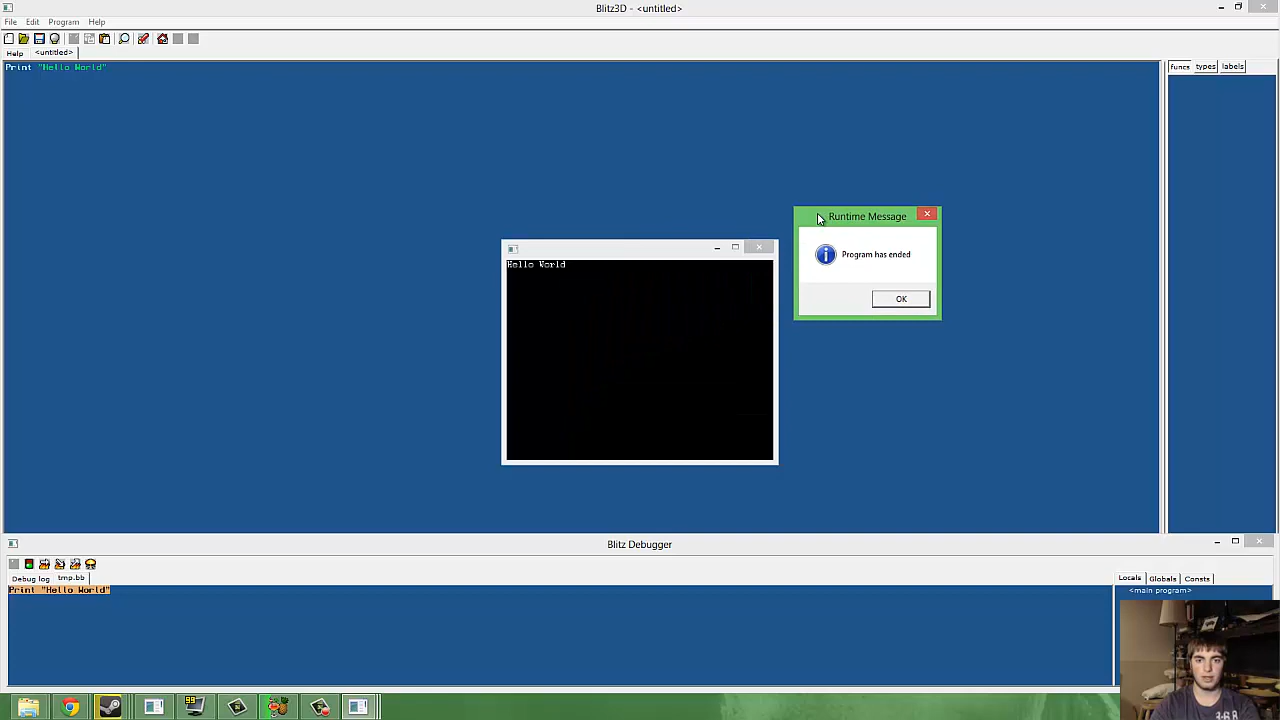 Blitz3D - <untitled>
File Edit Program Help
Help <untitled>
Print "Hello World"
funcs types labels
Runtime Message
Program has ended
OK
Hello World
Blitz Debugger
Debug log tmp.bb
Print "Hello World"
Locals Globals Consts
<main program>
99